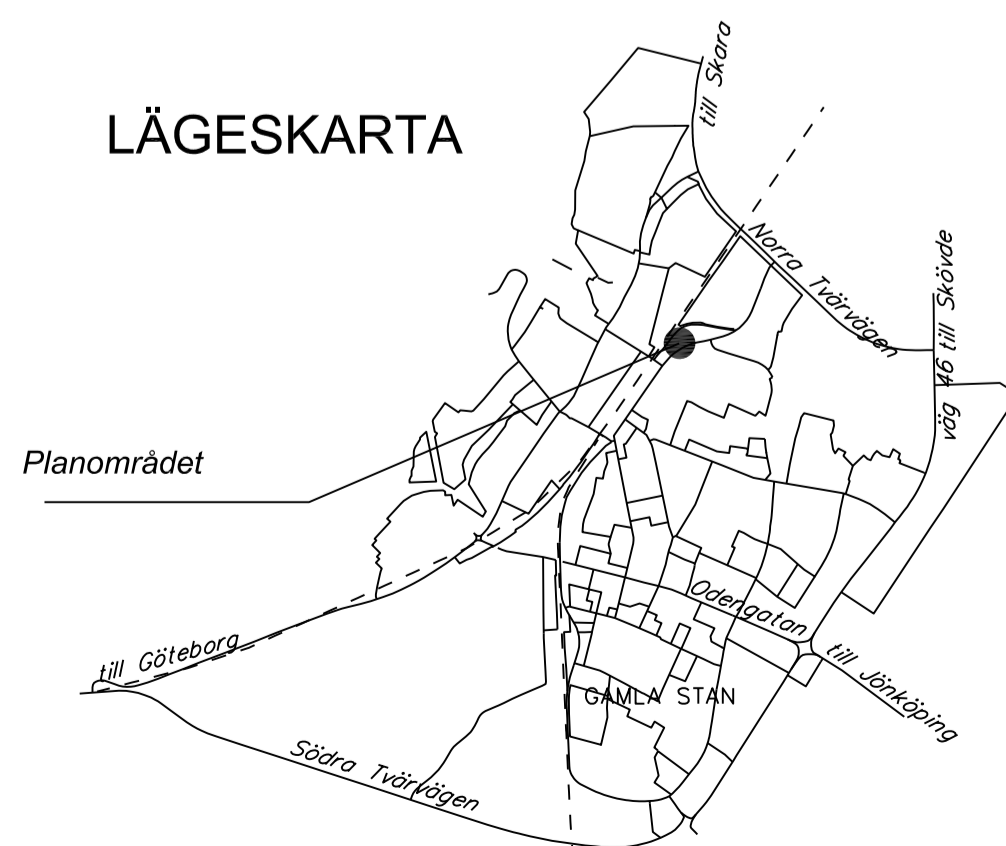 till Skara
LÄGESKARTA
Norra Tvärvägen
väg 46 till Skövde
Planområdet
Odengatan
till Göteborg
till Jönköping
GAMLA STAN
Södra Tvärvägen